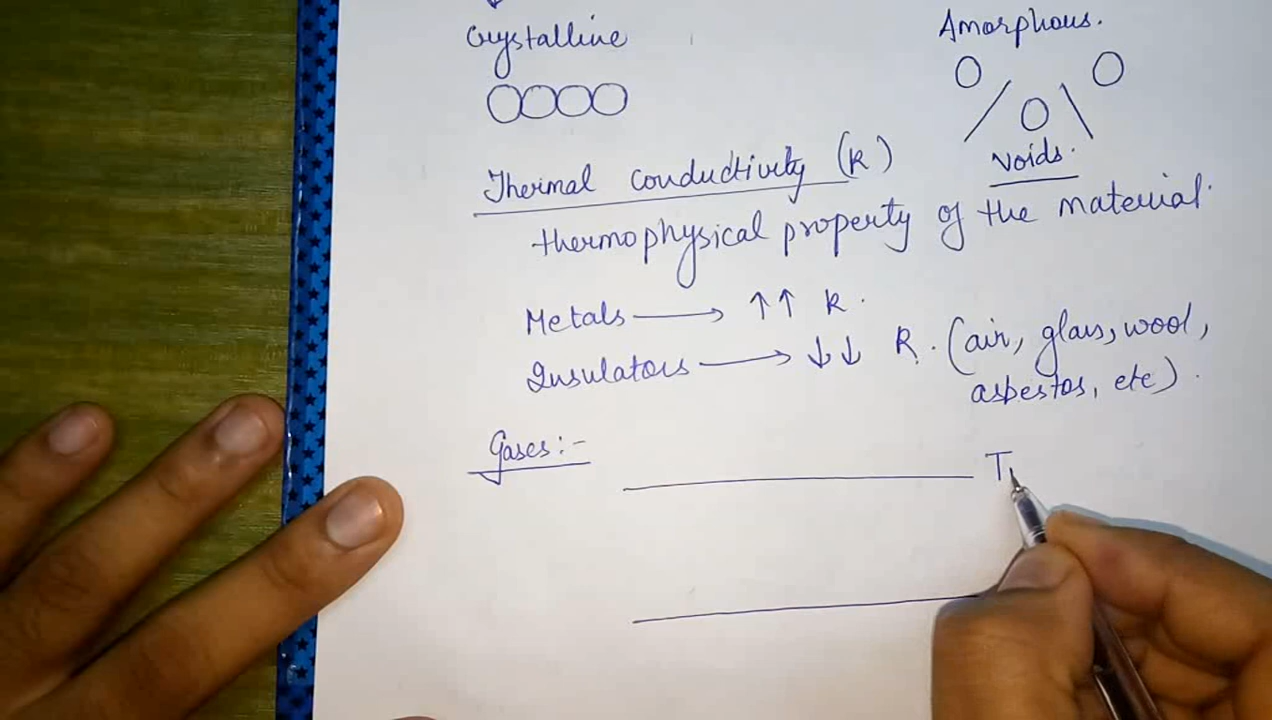 Crystalline
Amorphous.
Voids.
Thermal conductivity (K)
thermophysical property of the material.
Metals → ↑↑ K.
Insulators → ↓↓ K. (air, glass, wool,
asbestos, etc).
Gases:-
T